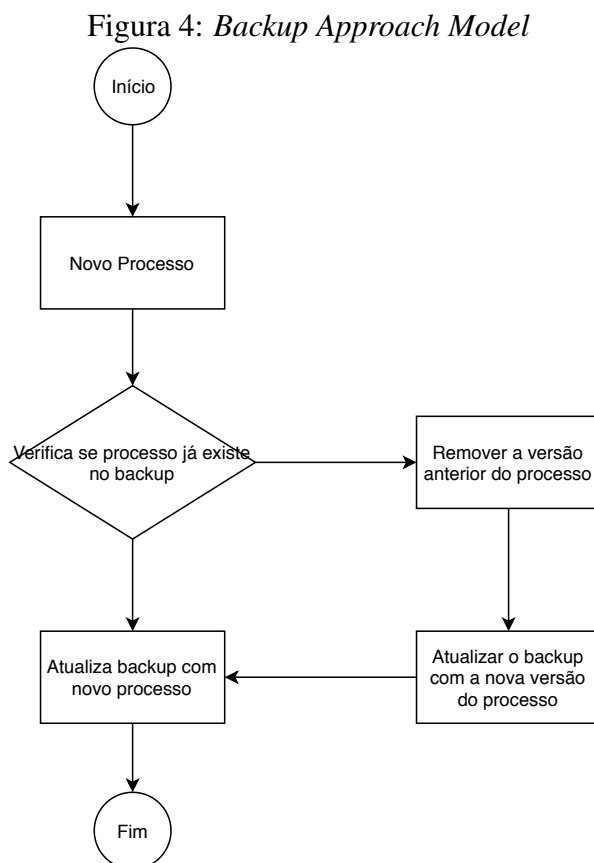 Figura 4: Backup Approach Model
Início
Novo Processo
Verifica se processo já existe
no backup
Remover a versão
anterior do processo
Atualiza backup com
novo processo
Atualizar o backup
com a nova versão
do processo
Fim